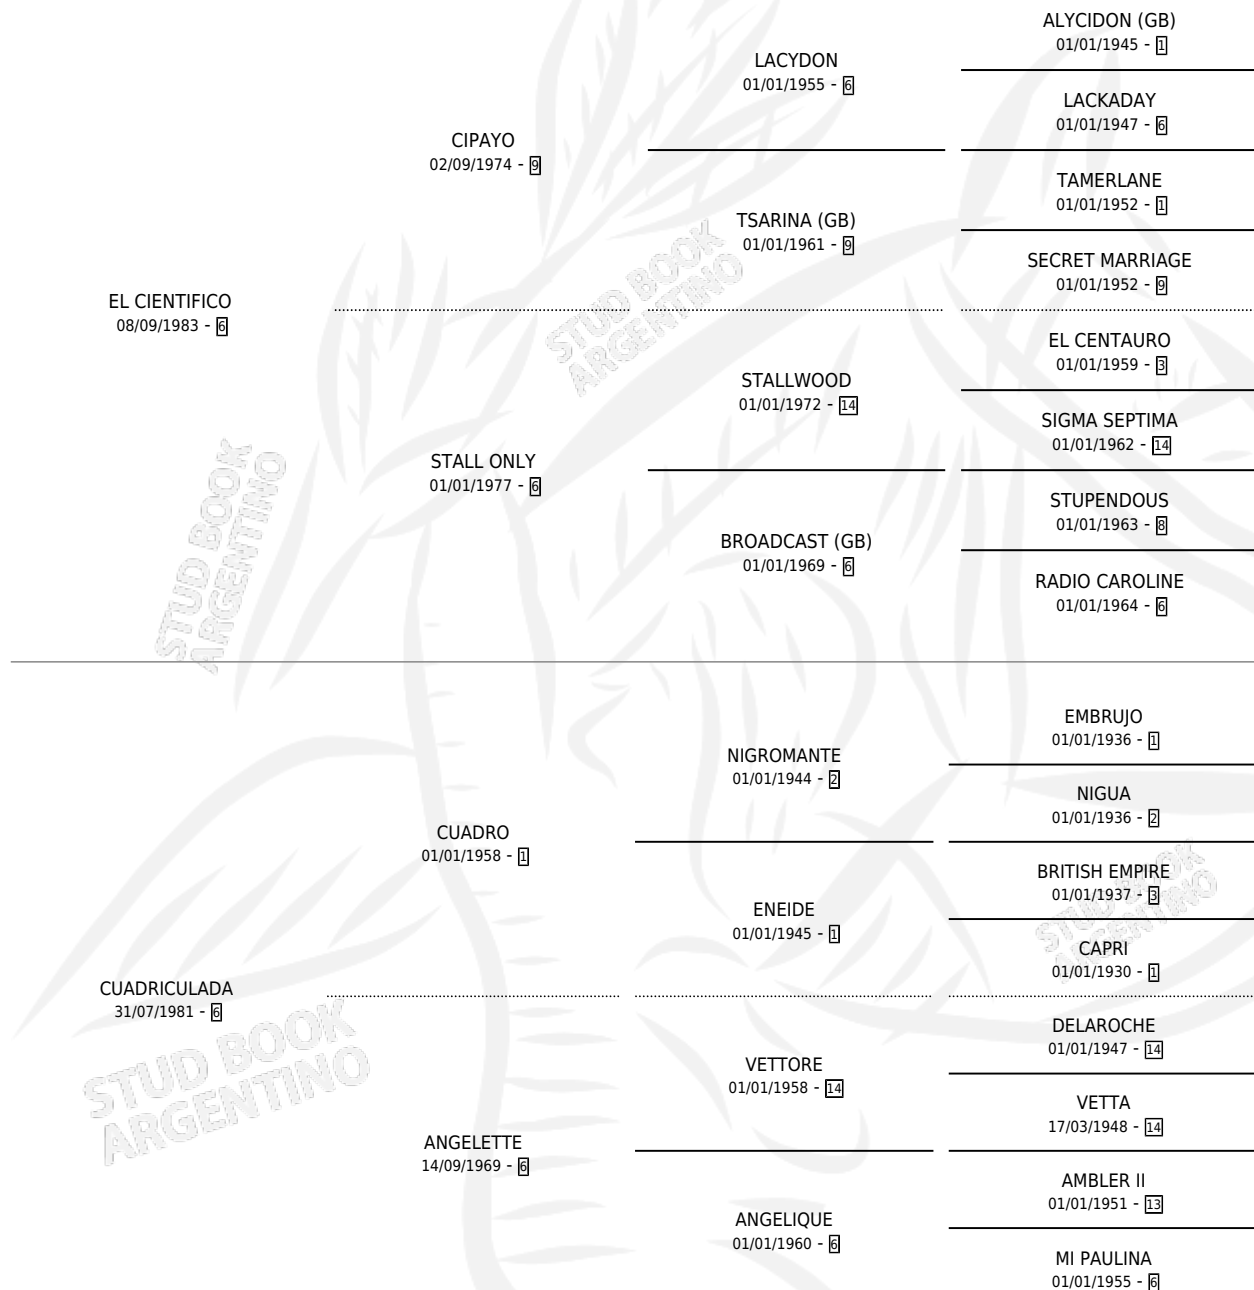 ALYCIDON (GB)
01/01/1945 - 1
LACYDON
01/01/1955 - 6
LACKADAY
01/01/1947 - 6
CIPAYO
02/09/1974 - 9
TAMERLANE
01/01/1952 - 1
TSARINA (GB)
01/01/1961 - 9
SECRET MARRIAGE
01/01/1952 - 9
EL CIENTIFICO
08/09/1983 - 6
STUD BOOK
ARGENTINO
EL CENTAURO
01/01/1959 - 3
STALLWOOD
01/01/1972 - 14
SIGMA SEPTIMA
01/01/1962 - 14
STALL ONLY
01/01/1977 - 6
STUPENDOUS
01/01/1963 - 8
BROADCAST (GB)
01/01/1969 - 6
RADIO CAROLINE
01/01/1964 - 6
STUD BOOK
ARGENTINO
EMBRUJO
01/01/1936 - 1
NIGROMANTE
01/01/1944 - 2
NIGUA
01/01/1936 - 2
CUADRO
01/01/1958 - 1
BRITISH EMPIRE
01/01/1937 - 3
ENEIDE
01/01/1945 - 1
STUD BOOK
ARGENTINO
CAPRI
01/01/1930 - 1
CUADRICULADA
31/07/1981 - 6
STUD BOOK
ARGENTINO
DELAROCHE
01/01/1947 - 14
VETTORE
01/01/1958 - 14
VETTA
17/03/1948 - 14
ANGELETTE
14/09/1969 - 6
AMBLER II
01/01/1951 - 13
ANGELIQUE
01/01/1960 - 6
MI PAULINA
01/01/1955 - 6